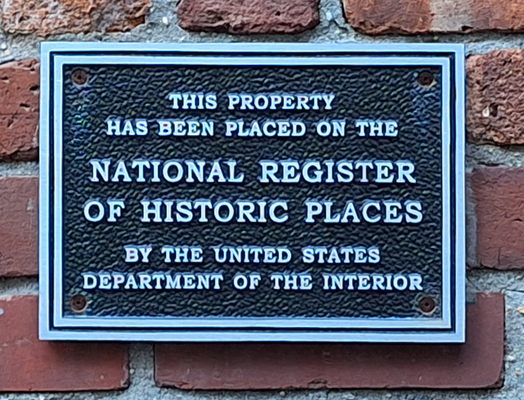 THIS PROPERTY
HAS BEEN PLACED ON THE
NATIONAL REGISTER
OF HISTORIC PLACES
BY THE UNITED STATES
DEPARTMENT OF THE INTERIOR